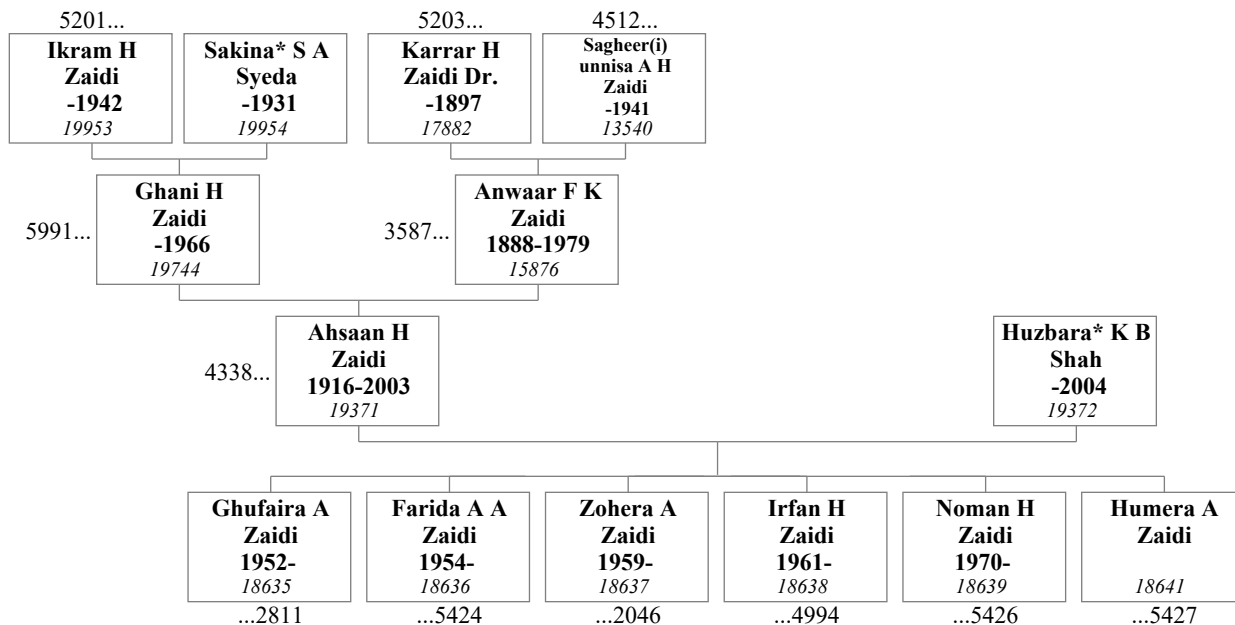 5201...
5203...
4512...
Ikram H
Zaidi
-1942
19953
Sakina* S A
Syeda
-1931
19954
Karrar H
Zaidi Dr.
-1897
17882
Sagheer(i)
unnisa A H
Zaidi
-1941
13540
5991...
Ghani H
Zaidi
-1966
19744
3587...
Anwaar F K
Zaidi
1888-1979
15876
4338...
Ahsaan H
Zaidi
1916-2003
19371
Huzbara* K B
Shah
-2004
19372
Ghufaira A
Zaidi
1952-
18635
...2811
Farida A A
Zaidi
1954-
18636
...5424
Zohera A
Zaidi
1959-
18637
...2046
Irfan H
Zaidi
1961-
18638
...4994
Noman H
Zaidi
1970-
18639
...5426
Humera A
Zaidi
18641
...5427